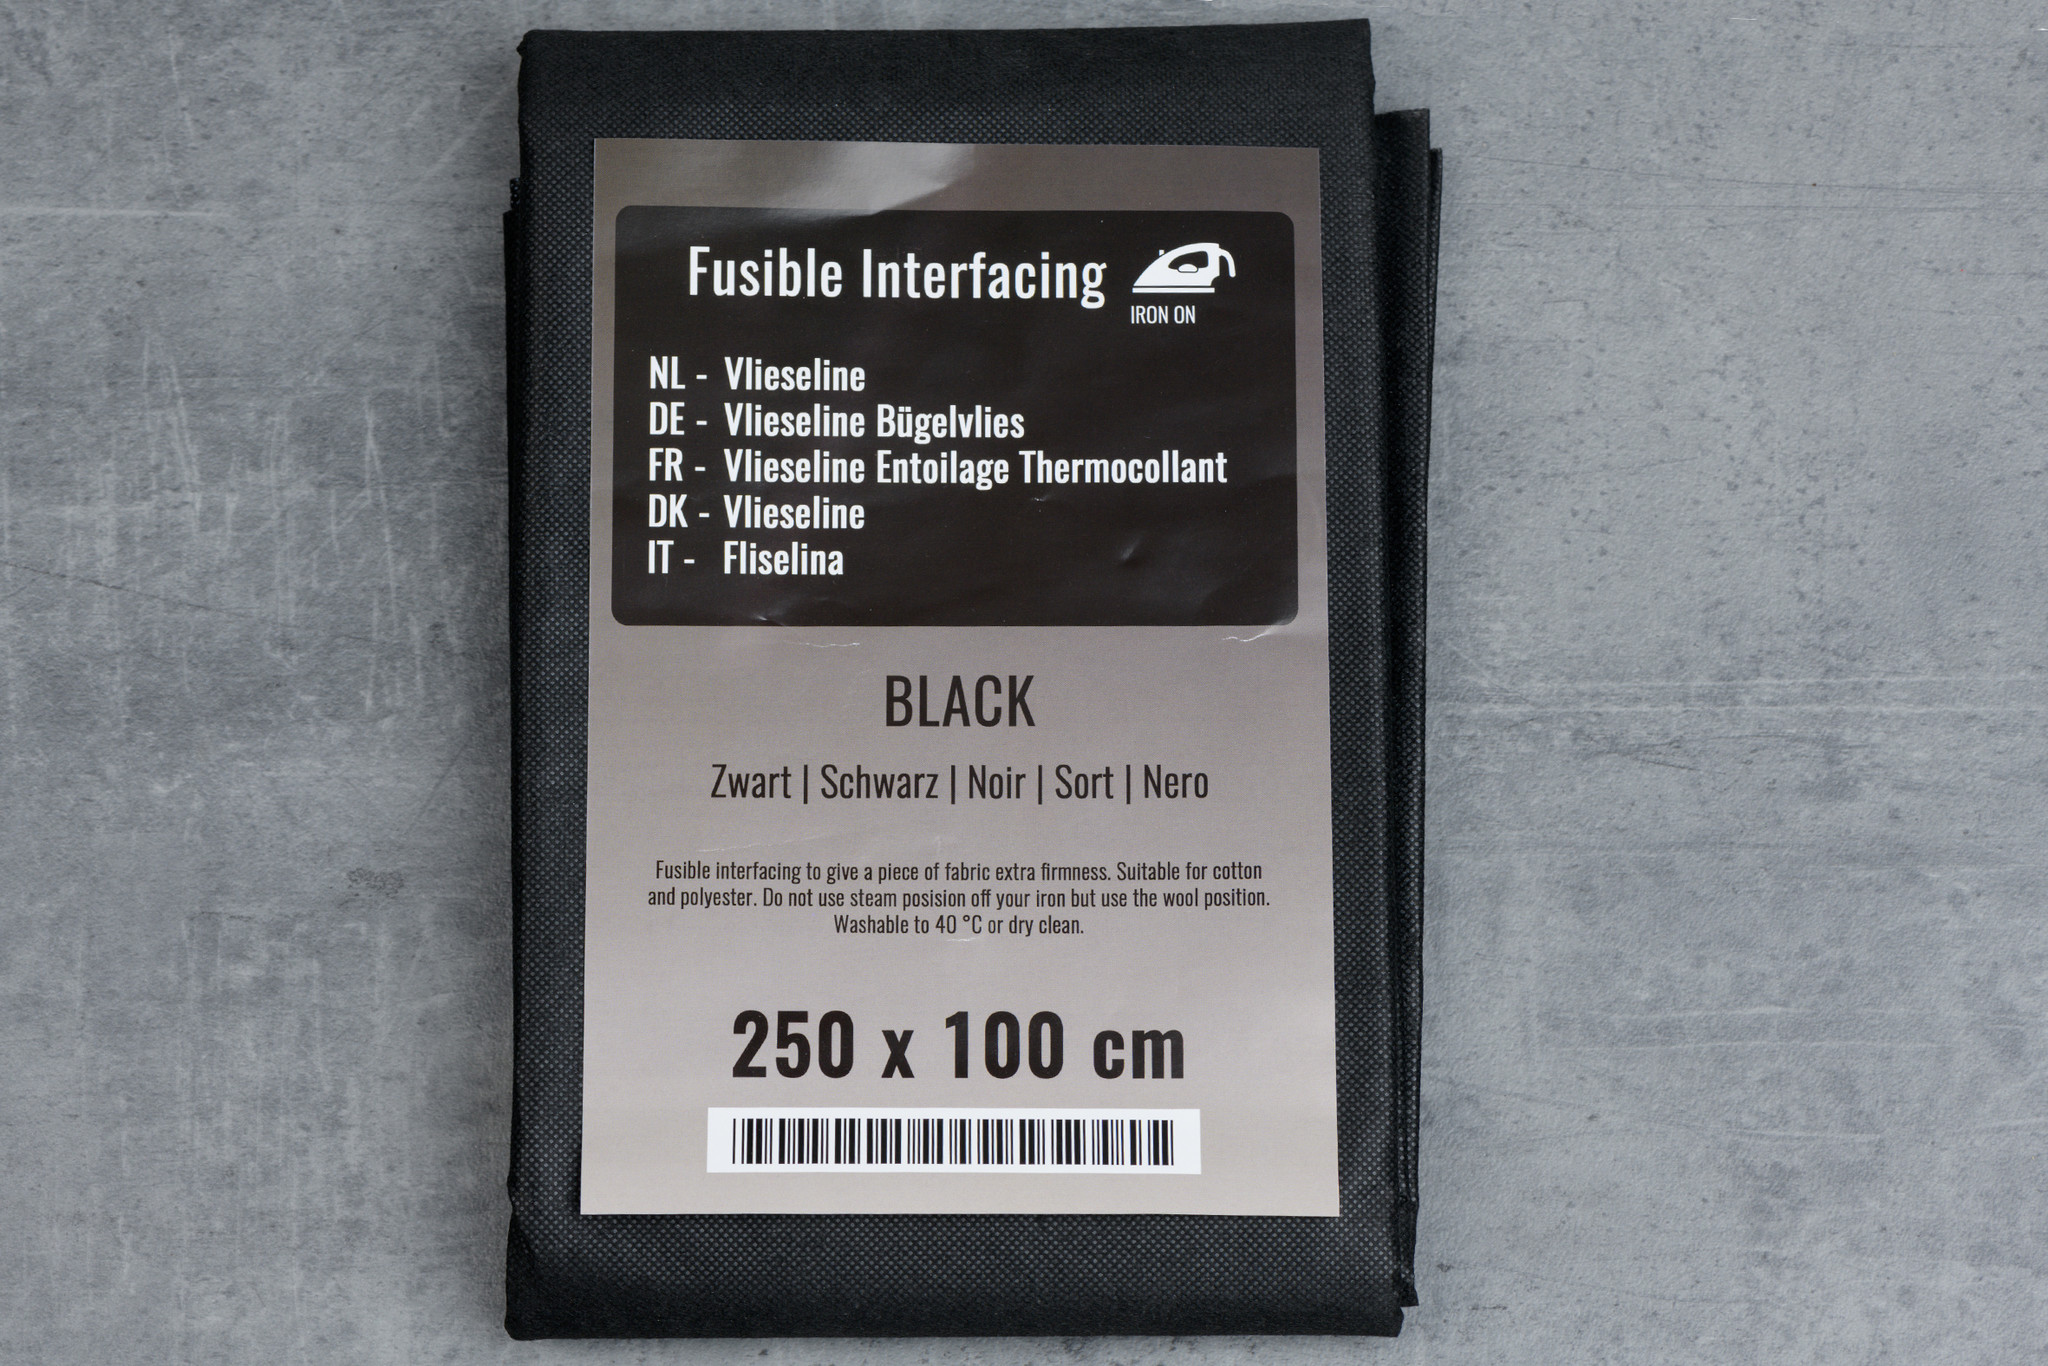 Fusible Interfacing
IRON ON
NL - Vlieseline
DE - Vlieseline Bügelvlies
FR - Vlieseline Entoilage Thermocollant
DK - Vlieseline
IT - Fliselina
BLACK
Zwart | Schwarz | Noir | Sort | Nero
Fusible interfacing to give a piece of fabric extra firmness. Suitable for cotton
and polyester. Do not use steam posision off your iron but use the wool position.
Washable to 40 °C or dry clean.
250 x 100 cm